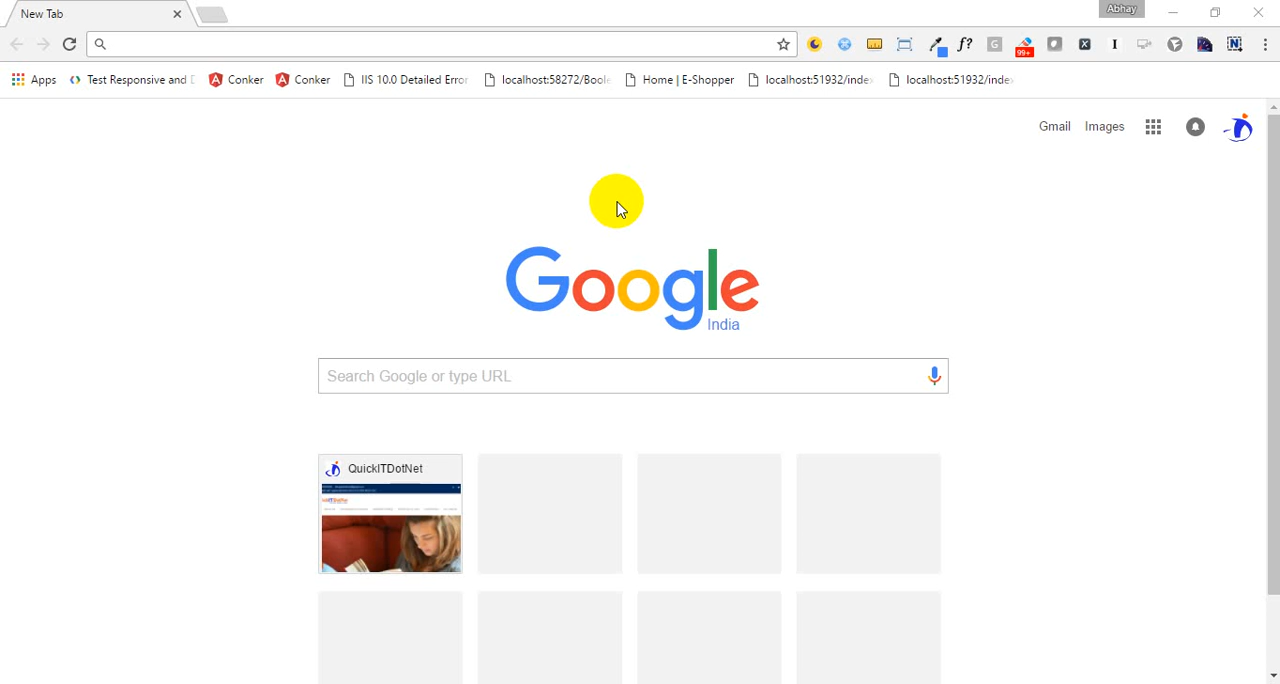 New Tab
Abhay
f?
G
99+
X
I
N
Apps
Test Responsive and
Conker
Conker
IIS 10.0 Detailed Error
localhost:58272/Boole
Home | E-Shopper
localhost:51932/inde
localhost:51932/inde
Gmail
Images
Google
India
Search Google or type URL
QuickITDotNet